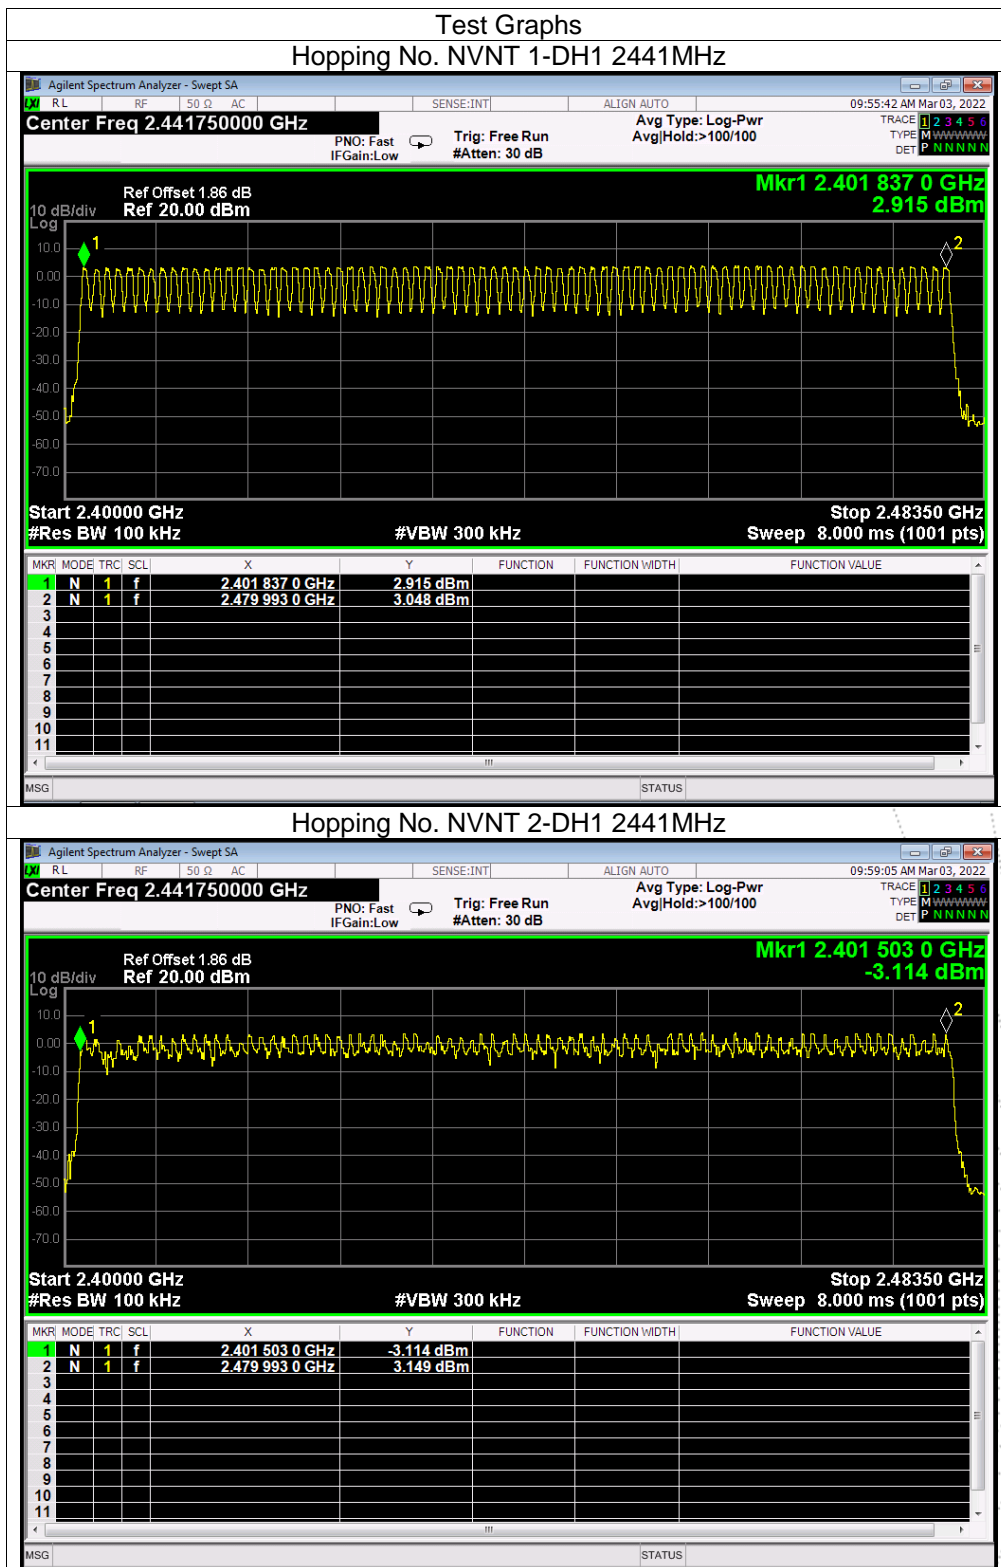 Test Graphs
Hopping No. NVNT 1-DH1 2441MHz
Agilent Spectrum Analyzer - Swept SA
LXI RL RF 50 Ω AC SENSE:INT ALIGN AUTO 09:55:42 AM Mar 03, 2022
Center Freq 2.441750000 GHz Avg Type: Log-Pwr TRACE 1 2 3 4 5 6
PNO: Fast Trig: Free Run Avg|Hold:>100/100 TYPE M WWWWW
IFGain:Low #Atten: 30 dB DET P N N N N N
Mkr1 2.401 837 0 GHz
Ref Offset 1.86 dB
10 dB/div Ref 20.00 dBm 2.915 dBm
Log
10.0
0.00
-10.0
-20.0
-30.0
-40.0
-50.0
-60.0
-70.0
1
2
Start 2.40000 GHz Stop 2.48350 GHz
#Res BW 100 kHz #VBW 300 kHz Sweep 8.000 ms (1001 pts)
MKR MODE TRC SCL X Y FUNCTION FUNCTION WIDTH FUNCTION VALUE
1 N 1 f 2.401 837 0 GHz 2.915 dBm
2 N 1 f 2.479 993 0 GHz 3.048 dBm
3
4
5
6
7
8
9
10
11
MSG STATUS
Hopping No. NVNT 2-DH1 2441MHz
Agilent Spectrum Analyzer - Swept SA
LXI RL RF 50 Ω AC SENSE:INT ALIGN AUTO 09:59:05 AM Mar 03, 2022
Center Freq 2.441750000 GHz Avg Type: Log-Pwr TRACE 1 2 3 4 5 6
PNO: Fast Trig: Free Run Avg|Hold:>100/100 TYPE M WWWWW
IFGain:Low #Atten: 30 dB DET P N N N N N
Mkr1 2.401 503 0 GHz
Ref Offset 1.86 dB
10 dB/div Ref 20.00 dBm -3.114 dBm
Log
10.0
0.00
-10.0
-20.0
-30.0
-40.0
-50.0
-60.0
-70.0
1
2
Start 2.40000 GHz Stop 2.48350 GHz
#Res BW 100 kHz #VBW 300 kHz Sweep 8.000 ms (1001 pts)
MKR MODE TRC SCL X Y FUNCTION FUNCTION WIDTH FUNCTION VALUE
1 N 1 f 2.401 503 0 GHz -3.114 dBm
2 N 1 f 2.479 993 0 GHz 3.149 dBm
3
4
5
6
7
8
9
10
11
MSG STATUS